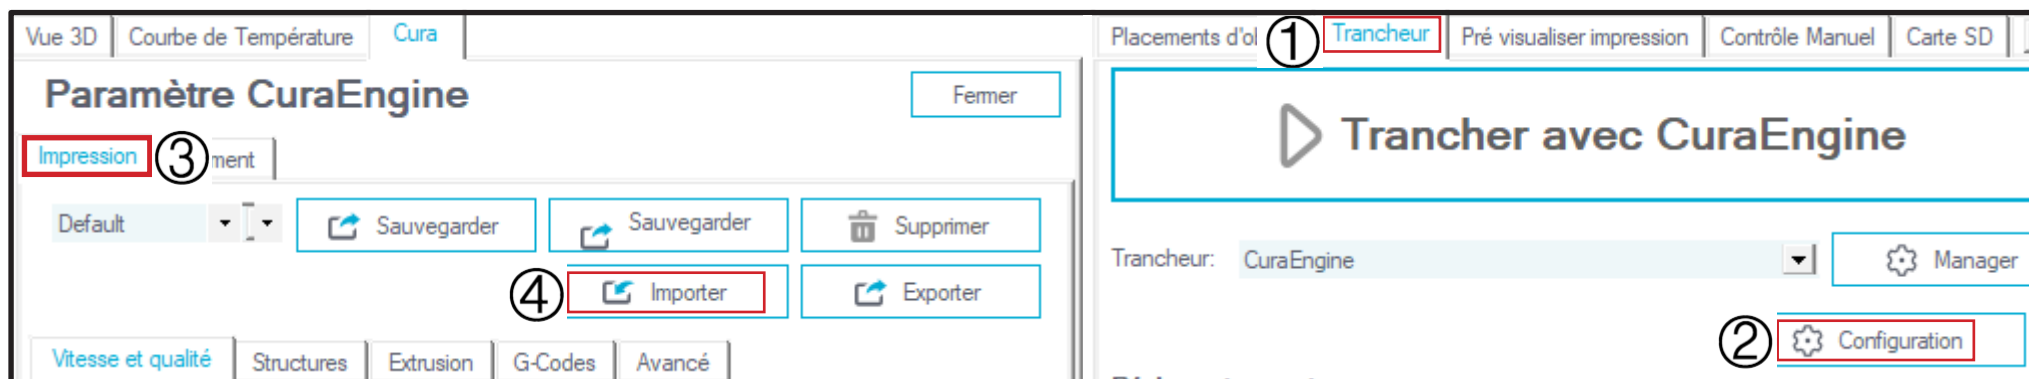 Vue 3D Courbe de Température Cura
Paramètre CuraEngine
Fermer
Impression ③ ment
Default Sauvegarder Sauvegarder Supprimer
④ Importer Exporter
Vitesse et qualité Structures Extrusion G-Codes Avancé
Placements d'ol ① Trancheur Pré visualiser impression Contrôle Manuel Carte SD
Trancher avec CuraEngine
Trancheur: CuraEngine Manager
② Configuration